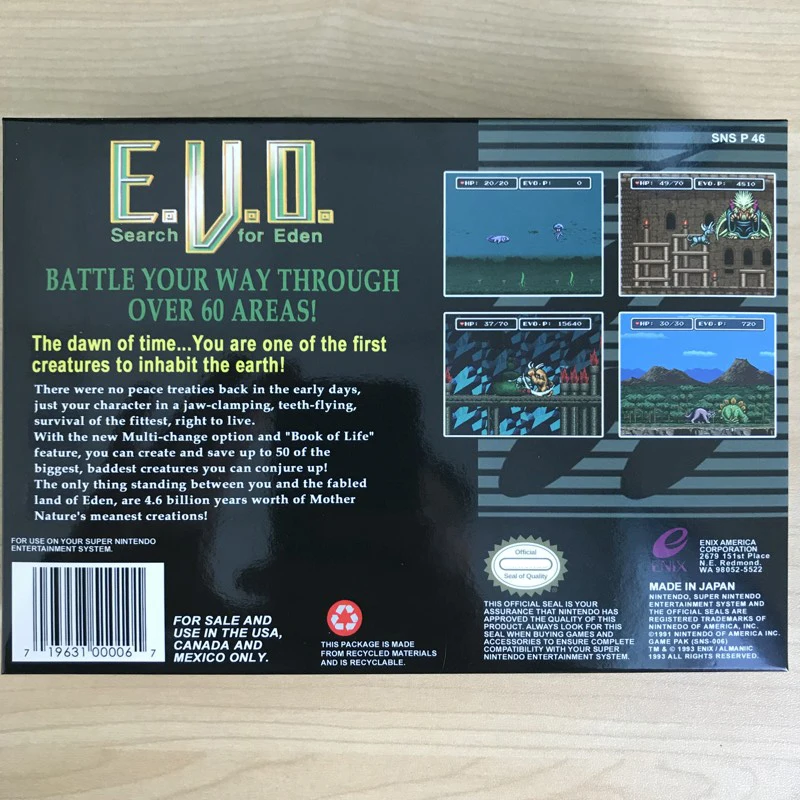 SNS P 46
E.V.O.
Search for Eden
BATTLE YOUR WAY THROUGH
OVER 60 AREAS!
The dawn of time...You are one of the first
creatures to inhabit the earth!
There were no peace treaties back in the early days,
just your character in a jaw-clamping, teeth-flying,
survival of the fittest, right to live.
With the new Multi-change option and "Book of Life"
feature, you can create and save up to 50 of the
biggest, baddest creatures you can conjure up!
The only thing standing between you and the fabled
land of Eden, are 4.6 billion years worth of Mother
Nature's meanest creations!
HP: 20/20 EVO.P: 0
HP: 49/70 EVO.P: 4510
HP: 37/70 EVO.P: 15640
HP: 30/30 EVO.P: 720
FOR USE ON YOUR SUPER NINTENDO
ENTERTAINMENT SYSTEM.
7 19631 00006 7
FOR SALE AND
USE IN THE USA,
CANADA AND
MEXICO ONLY.
THIS PACKAGE IS MADE
FROM RECYCLED MATERIALS
AND IS RECYCLABLE.
Official
Seal of Quality
THIS OFFICIAL SEAL IS YOUR
ASSURANCE THAT NINTENDO HAS
APPROVED THE QUALITY OF THIS
PRODUCT. ALWAYS LOOK FOR THIS
SEAL WHEN BUYING GAMES AND
ACCESSORIES TO ENSURE COMPLETE
COMPATIBILITY WITH YOUR SUPER
NINTENDO ENTERTAINMENT SYSTEM.
ENIX
ENIX AMERICA
CORPORATION
2679 151st Place
N.E. Redmond.
WA 98052-5522
MADE IN JAPAN
NINTENDO, SUPER NINTENDO
ENTERTAINMENT SYSTEM AND
THE OFFICIAL SEALS ARE
REGISTERED TRADEMARKS OF
NINTENDO OF AMERICA, INC.
©1991 NINTENDO OF AMERICA INC.
GAME PAK (SNS-006)
TM & © 1993 ENIX / ALMANIC
1993 ALL RIGHTS RESERVED.